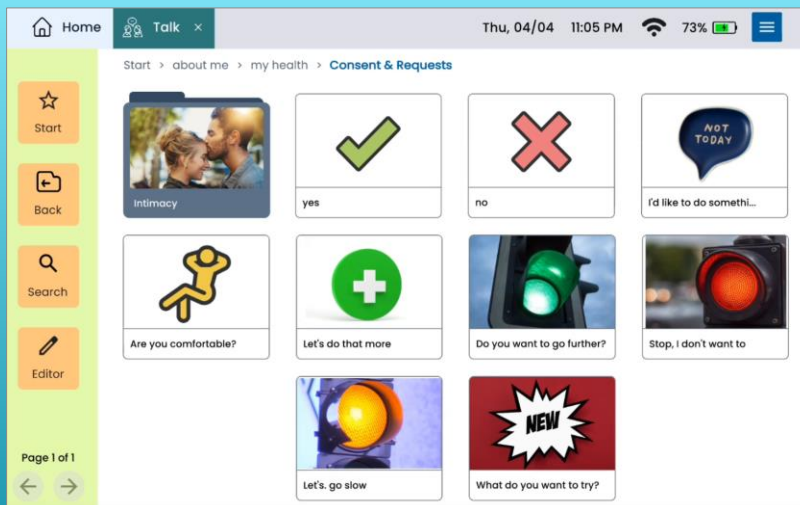 Home
Talk ×
Thu, 04/04 11:05 PM 73%
Start > about me > my health > Consent & Requests
Start
Back
Search
Editor
Page 1 of 1
Intimacy
yes
no
NOT
TODAY
I'd like to do somethi...
Are you comfortable?
Let's do that more
Do you want to go further?
Stop, I don't want to
Let's. go slow
NEW
What do you want to try?